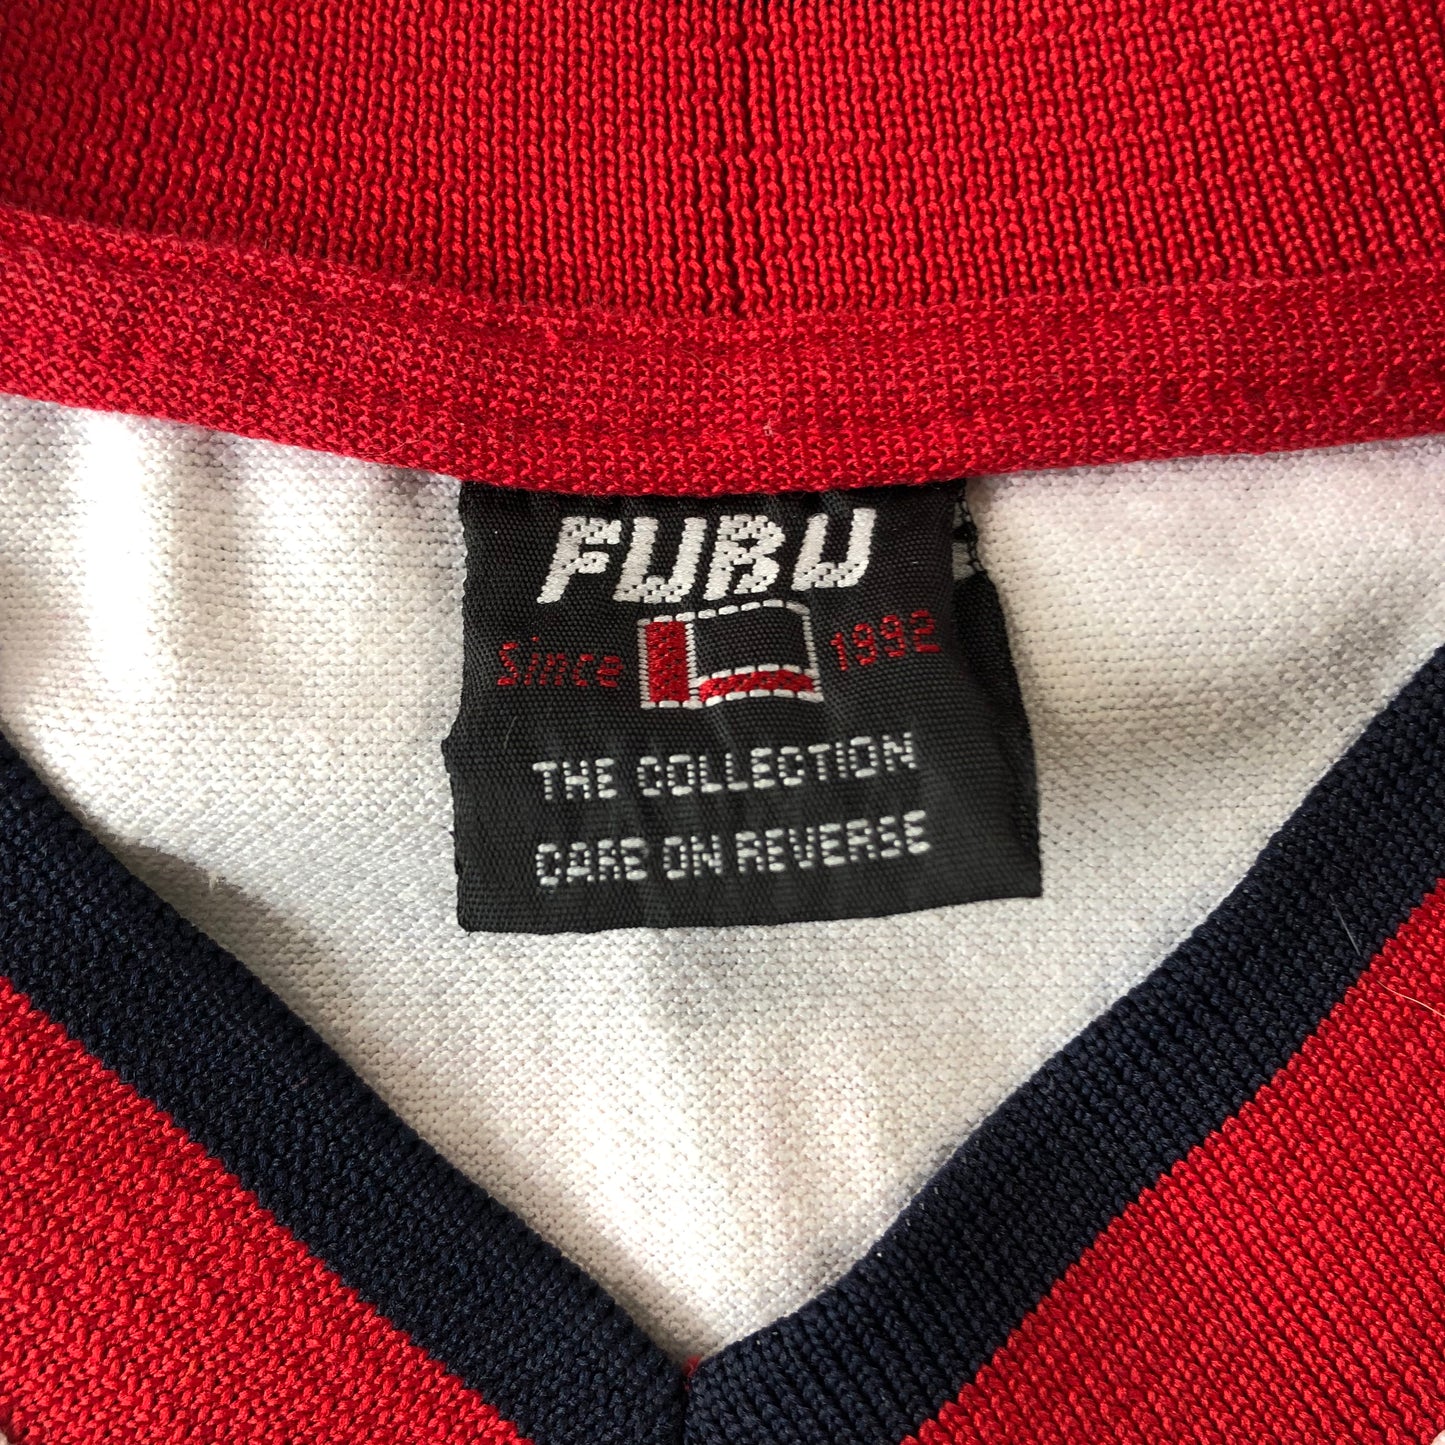 FUBU
Since 1992
THE COLLECTION
CARE ON REVERSE